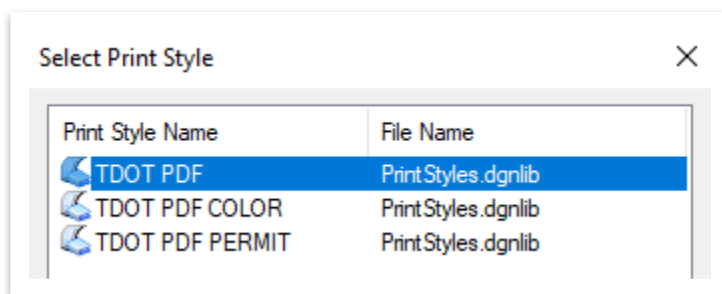 Select Print Style
Print Style Name File Name
TDOT PDF PrintStyles.dgnlib
TDOT PDF COLOR PrintStyles.dgnlib
TDOT PDF PERMIT PrintStyles.dgnlib